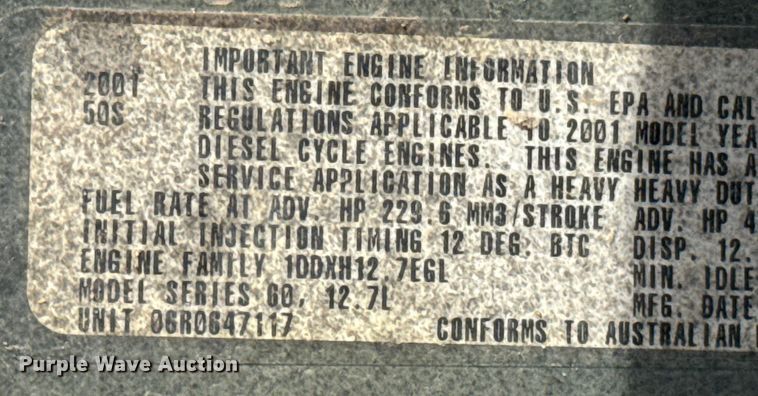 IMPORTANT ENGINE INFORMATION
2001 THIS ENGINE CONFORMS TO U.S. EPA AND CAL
50S REGULATIONS APPLICABLE TO 2001 MODEL YEA
DIESEL CYCLE ENGINES. THIS ENGINE HAS A
SERVICE APPLICATION AS A HEAVY HEAVY DUT
FUEL RATE AT ADV. HP 229.6 MM3/STROKE ADV. HP 4
INITIAL INJECTION TIMING 12 DEG. BTC DISP. 12.
ENGINE FAMILY 1DDXH12.7EGL MIN. IDLE
MODEL SERIES 60, 12.7L MFG. DATE
UNIT 06R0647117 CONFORMS TO AUSTRALIAN
Purple Wave Auction